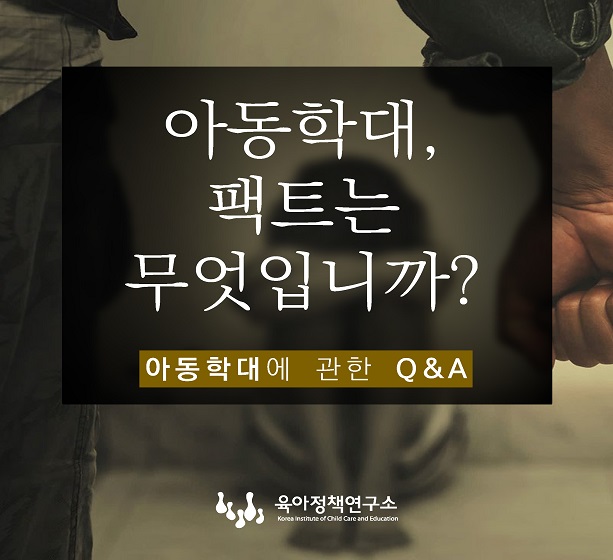 아동학대,
팩트는
무엇입니까?
아동학대에 관한 Q&A
육아정책연구소
Korea Institute of Child Care and Education